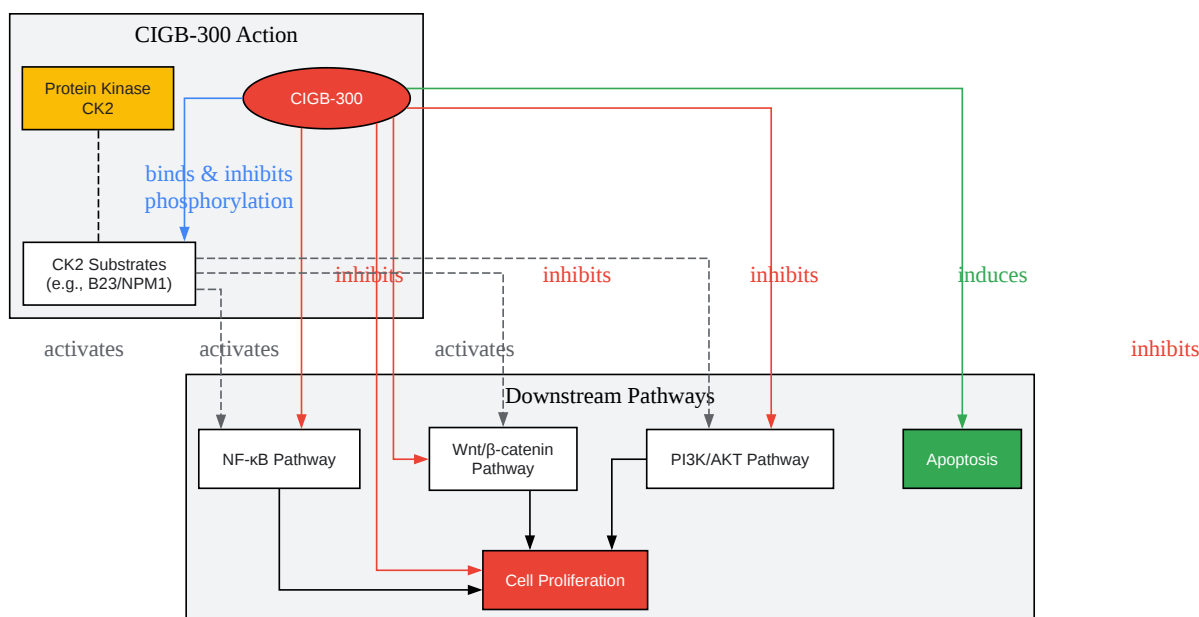 CIGB-300 Action
Protein Kinase
CK2
CIGB-300
binds & inhibits
phosphorylation
CK2 Substrates
(e.g., B23/NPM1)
inhibits
inhibits
inhibits
induces
activates
activates
activates
inhibits
Downstream Pathways
NF-κB Pathway
Wnt/β-catenin
Pathway
PI3K/AKT Pathway
Apoptosis
Cell Proliferation